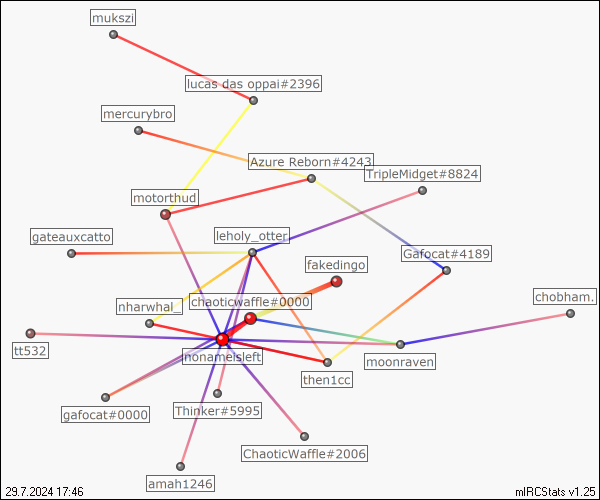 mukszi
lucas das oppai#2396
mercurybro
Azure Reborn#4243
TripleMidget#8824
motorthud
gateauxcatto
leholy_otter
Gafocat#4189
fakedingo
chobham.
nharwhal_
chaoticwaffle#0000
tt532
nonameisleft
moonraven
then1cc
gafocat#0000
Thinker#5995
ChaoticWaffle#2006
amah1246
29.7.2024 17:46
mIRCStats v1.25